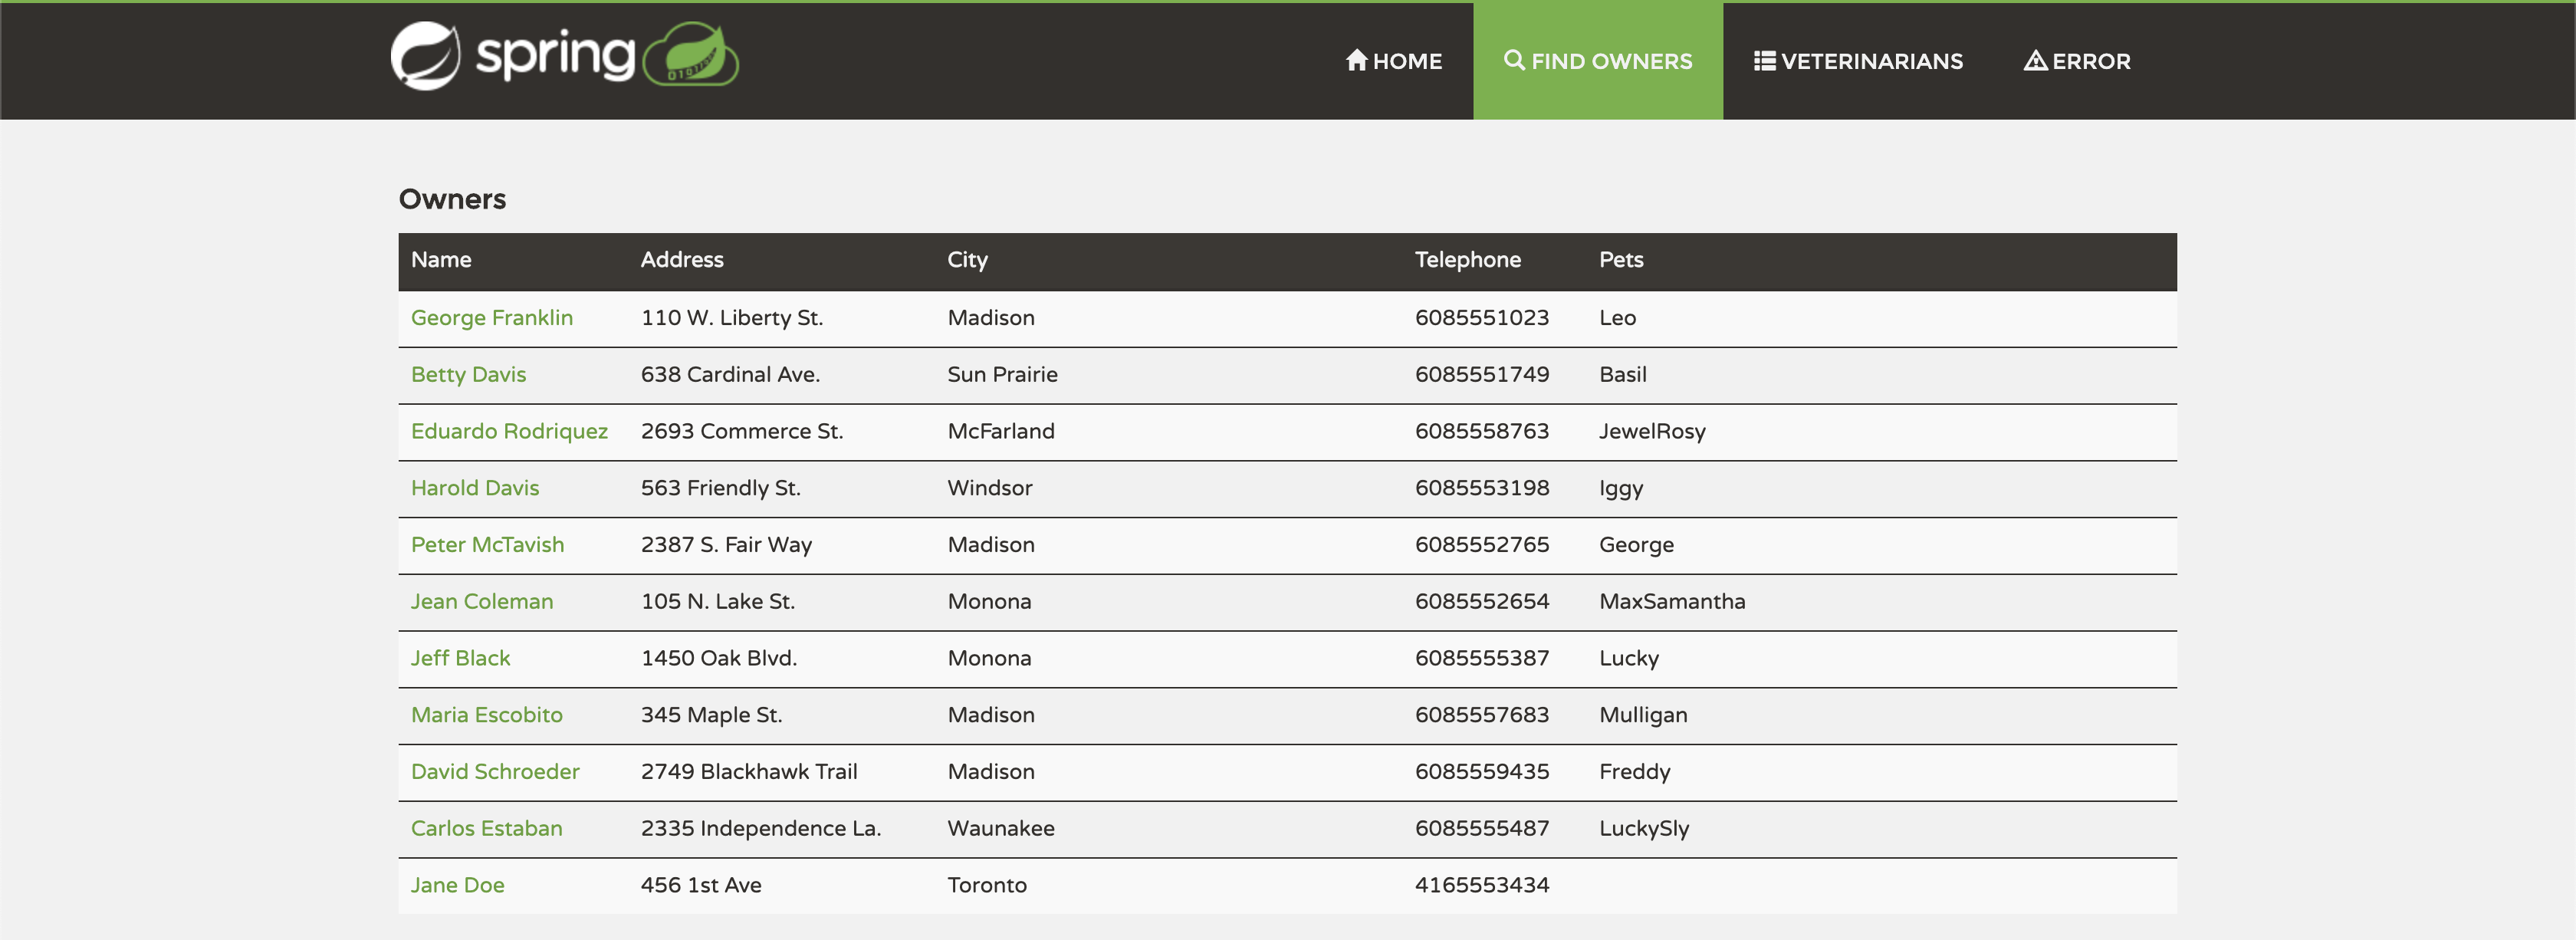 spring
HOME FIND OWNERS VETERINARIANS ERROR
Owners
Name Address City Telephone Pets
George Franklin 110 W. Liberty St. Madison 6085551023 Leo
Betty Davis 638 Cardinal Ave. Sun Prairie 6085551749 Basil
Eduardo Rodriquez 2693 Commerce St. McFarland 6085558763 JewelRosy
Harold Davis 563 Friendly St. Windsor 6085553198 Iggy
Peter McTavish 2387 S. Fair Way Madison 6085552765 George
Jean Coleman 105 N. Lake St. Monona 6085552654 MaxSamantha
Jeff Black 1450 Oak Blvd. Monona 6085555387 Lucky
Maria Escobito 345 Maple St. Madison 6085557683 Mulligan
David Schroeder 2749 Blackhawk Trail Madison 6085559435 Freddy
Carlos Estaban 2335 Independence La. Waunakee 6085555487 LuckySly
Jane Doe 456 1st Ave Toronto 4165553434